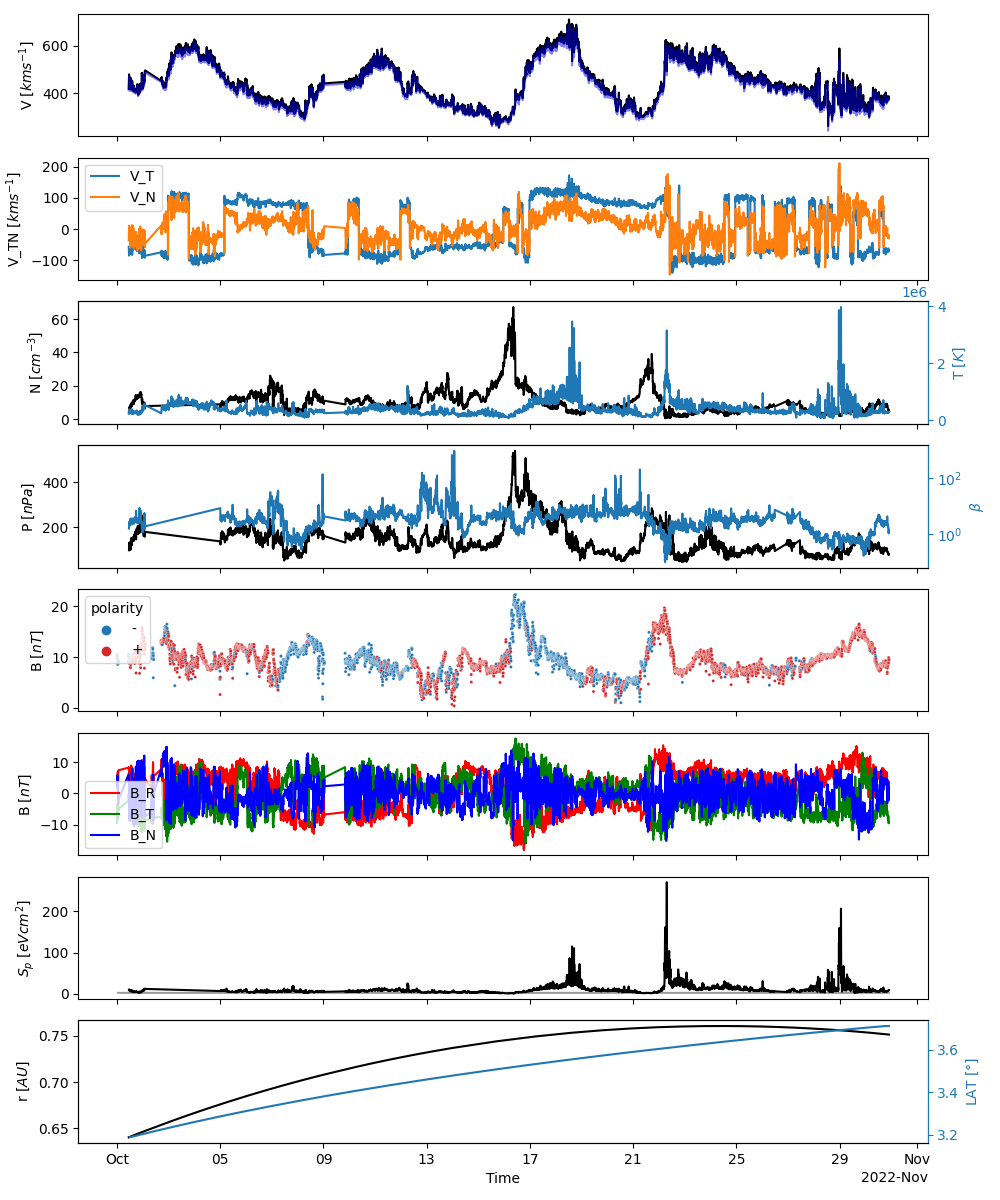 600
400
V [kms⁻¹]
200
100
0
−100
V_TN [kms⁻¹]
V_T
V_N
1e6
60
40
20
0
N [cm⁻³]
4
2
0
T [K]
400
200
P [nPa]
10²
10⁰
β
20
10
0
B [nT]
polarity
-
+
10
0
−10
B [nT]
B_R
B_T
B_N
200
100
0
Sₚ [eVcm²]
0.75
0.70
0.65
r [AU]
3.6
3.4
3.2
LAT [°]
Oct 05 09 13 17 21 25 29 Nov
Time
2022-Nov